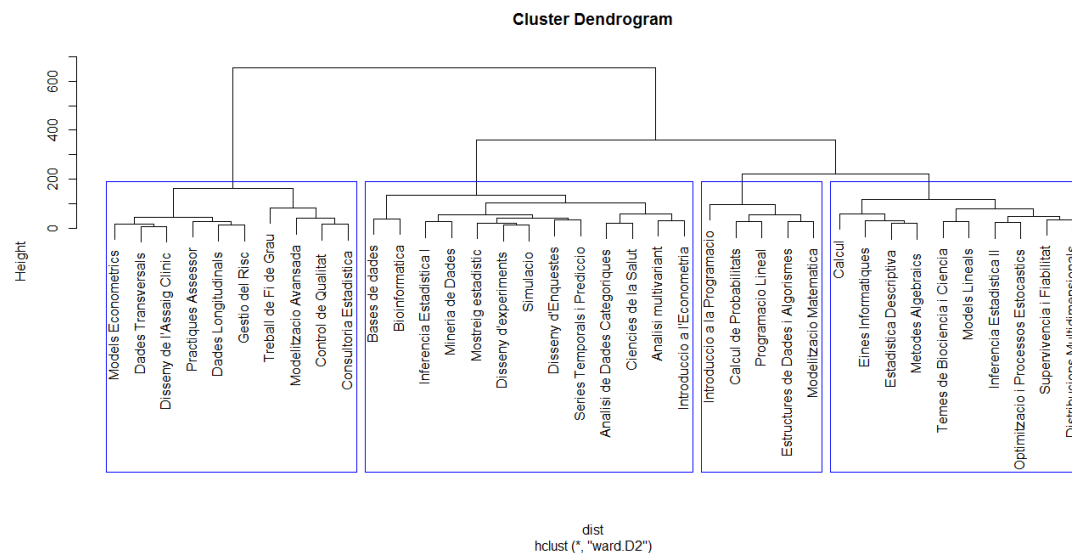 Cluster Dendrogram
Height
0
200
400
600
Models Econometrics
Dades Transversals
Disseny de l'Assaig Clinic
Practiques Assessor
Dades Longitudinals
Gestio del Risc
Treball de Fi de Grau
Modelitzacio Avansada
Control de Qualitat
Consultoria Estadistica
Bases de dades
Bioinformatica
Inferencia Estadistica I
Mineria de Dades
Mostreig estadistic
Disseny d'experiments
Simulacio
Disseny d'Enquestes
Series Temporals i Prediccio
Analisi de Dades Categoriques
Ciencies de la Salut
Analisi multivariant
Introduccio a l'Econometria
Introduccio a la Programacio
Calcul de Probabilitats
Programacio Lineal
Estructures de Dades i Algorismes
Modelització Matematica
Calcul
Eines Informatiques
Estadistica Descriptiva
Metodes Algebraics
Temes de Biociencia i Ciencia
Models Lineals
Inferencia Estadistica II
Optimitzacio i Processos Estocastics
Supervivencia i Fiabilitat
Distribucions Multidimensionals
dist
hclust (*, "ward.D2")